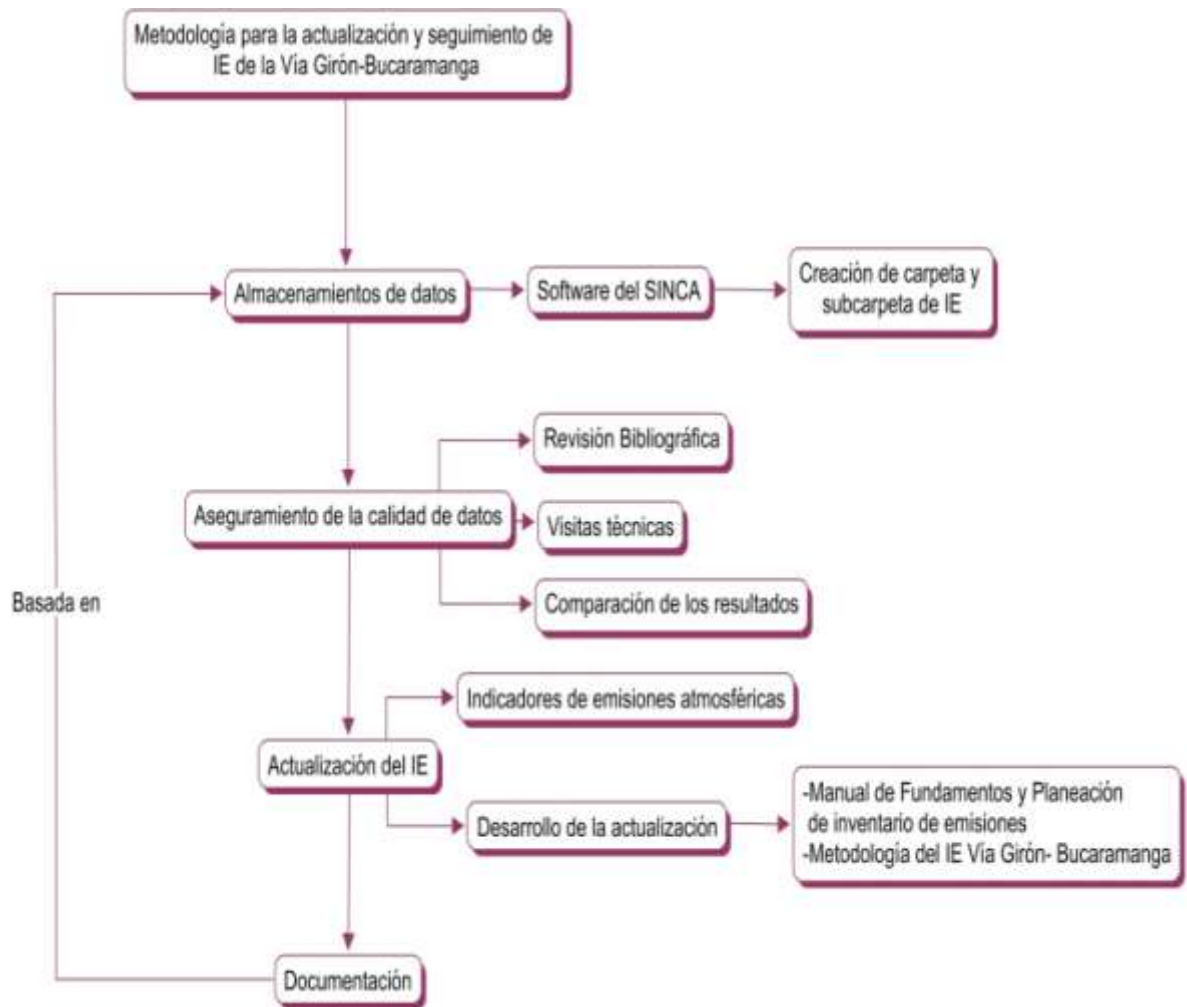 Metodología para la actualización y seguimiento de
IE de la Vía Girón-Bucaramanga
Almacenamientos de datos
Software del SINCA
Creación de carpeta y
subcarpeta de IE
Revisión Bibliográfica
Aseguramiento de la calidad de datos
Visitas técnicas
Comparación de los resultados
Basada en
Indicadores de emisiones atmosféricas
Actualización del IE
Desarrollo de la actualización
-Manual de Fundamentos y Planeación
de inventario de emisiones
-Metodología del IE Vía Girón- Bucaramanga
Documentación